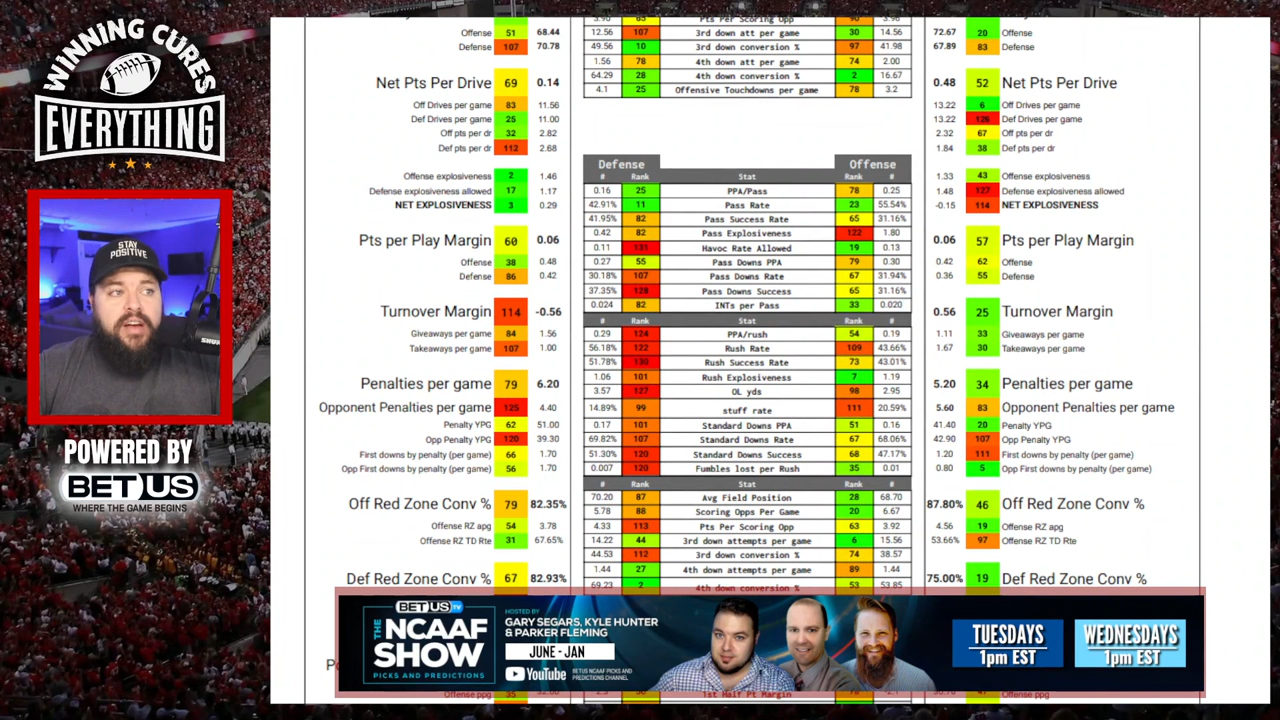 WINNING CURES
EVERYTHING
STAY
POSITIVE
POWERED BY
BETUS
WHERE THE GAME BEGINS
Offense 51 68.44
Defense 107 70.78
Net Pts Per Drive 69 0.14
Off Drives per game 83 11.56
Def Drives per game 25 11.00
Off pts per dr 32 2.82
Def pts per dr 112 2.68
Offense explosiveness 2 1.46
Defense explosiveness allowed 17 1.17
NET EXPLOSIVENESS 3 0.29
Pts per Play Margin 60 0.06
Offense 38 0.48
Defense 86 0.42
Turnover Margin 114 -0.56
Giveaways per game 84 1.56
Takeaways per game 107 1.00
Penalties per game 79 6.20
Opponent Penalties per game 125 4.40
Penalty YPG 62 51.00
Opp Penalty YPG 120 39.30
First downs by penalty (per game) 66 1.70
Opp First downs by penalty (per game) 56 1.70
Off Red Zone Conv % 79 82.35%
Offense RZ apg 54 3.78
Offense RZ TD Rte 31 67.65%
Def Red Zone Conv % 67 82.93%
3.90 65 Pts Per Scoring Opp 90 3.98
12.56 107 3rd down att per game 30 14.56
49.56 10 3rd down conversion % 97 41.98
1.56 78 4th down att per game 74 2.00
64.29 28 4th down conversion % 2 16.67
4.1 25 Offensive Touchdowns per game 78 3.2
Defense Offense
# Rank Stat Rank #
0.16 25 PPA/Pass 78 0.25
42.91% 11 Pass Rate 23 55.54%
41.95% 82 Pass Success Rate 65 31.16%
0.42 82 Pass Explosiveness 122 1.80
0.11 131 Havoc Rate Allowed 19 0.13
0.27 55 Pass Downs PPA 79 0.30
30.18% 107 Pass Downs Rate 67 31.94%
37.35% 128 Pass Downs Success 65 31.16%
0.024 82 INTs per Pass 33 0.020
# Rank Stat Rank #
0.29 124 PPA/rush 54 0.19
56.18% 122 Rush Rate 109 43.66%
51.78% 130 Rush Success Rate 73 43.01%
1.06 101 Rush Explosiveness 7 1.19
3.57 127 OL yds 98 2.95
14.89% 99 stuff rate 111 20.59%
0.17 101 Standard Downs PPA 51 0.16
69.82% 107 Standard Downs Rate 67 68.06%
51.30% 120 Standard Downs Success 68 47.17%
0.007 120 Fumbles lost per Rush 35 0.01
# Rank Stat Rank #
70.20 87 Avg Field Position 28 68.70
5.78 88 Scoring Opps Per Game 20 6.67
4.33 113 Pts Per Scoring Opp 63 3.92
14.22 44 3rd down attempts per game 6 15.56
44.53 112 3rd down conversion % 74 38.57
1.44 27 4th down attempts per game 89 1.44
69.23 2 4th down conversion % 53 53.85
72.67 20 Offense
67.89 83 Defense
0.48 52 Net Pts Per Drive
13.22 6 Off Drives per game
13.22 126 Def Drives per game
2.32 67 Off pts per dr
1.84 38 Def pts per dr
1.33 43 Offense explosiveness
1.48 127 Defense explosiveness allowed
-0.15 114 NET EXPLOSIVENESS
0.06 57 Pts per Play Margin
0.42 62 Offense
0.36 55 Defense
0.56 25 Turnover Margin
1.11 33 Giveaways per game
1.67 30 Takeaways per game
5.20 34 Penalties per game
5.60 83 Opponent Penalties per game
41.40 20 Penalty YPG
42.90 107 Opp Penalty YPG
1.20 111 First downs by penalty (per game)
0.80 5 Opp First downs by penalty (per game)
87.80% 46 Off Red Zone Conv %
4.56 19 Offense RZ apg
53.66% 97 Offense RZ TD Rte
75.00% 19 Def Red Zone Conv %
BETUS TV
THE NCAAF SHOW
PICKS AND PREDICTIONS
HOSTED BY
GARY SEGARS, KYLE HUNTER
& PARKER FLEMING
JUNE - JAN
YouTube BETUS NCAAF PICKS AND PREDICTIONS CHANNEL
TUESDAYS
1pm EST
WEDNESDAYS
1pm EST
Offense ppg 35
1st Half Pt Margin
Offense ppg